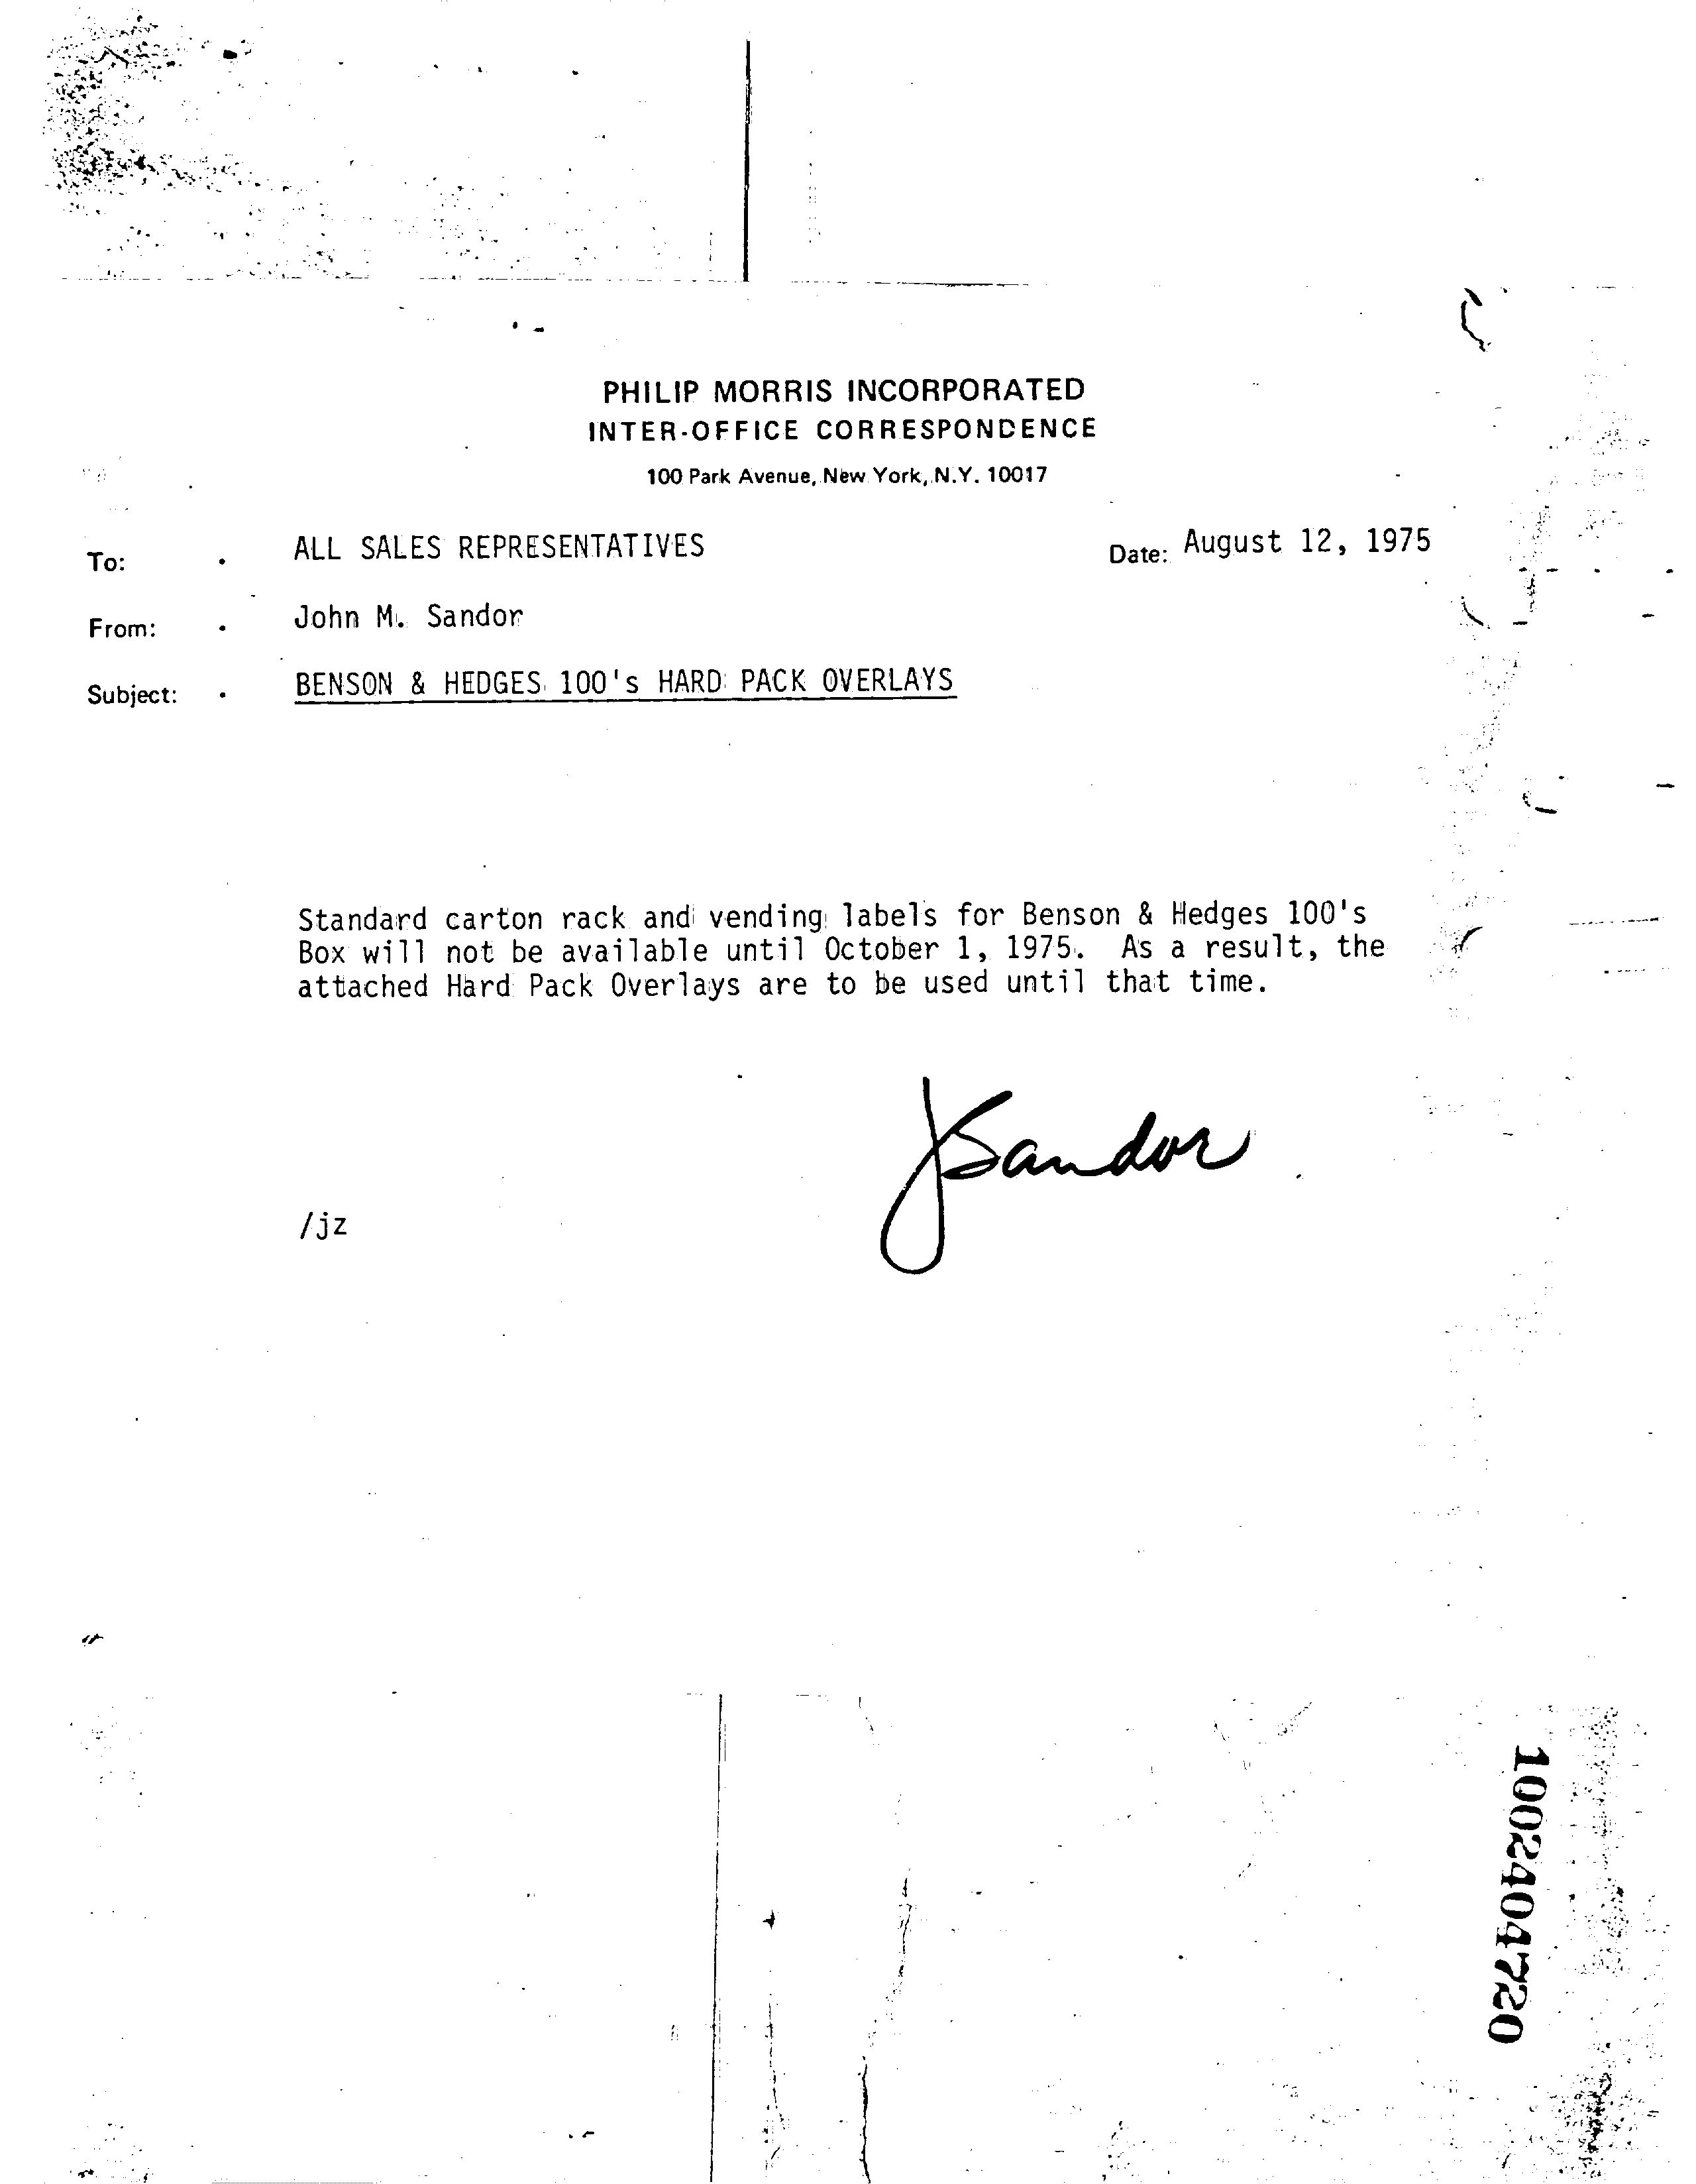 PHILIP MORRIS INCORPORATED
INTER-OFFICE CORRESPONDENCE
100 Park Avenue, New York, N.Y. 10017
To: ALL SALES REPRESENTATIVES Date: August 12, 1975
From: John M. Sandor
Subject: BENSON & HEDGES 100's HARD PACK OVERLAYS
Standard carton rack and vending labels for Benson & Hedges 100's
Box will not be available until October 1, 1975. As a result, the
attached Hard Pack Overlays are to be used until that time.
JSandor
/jz
1002404720